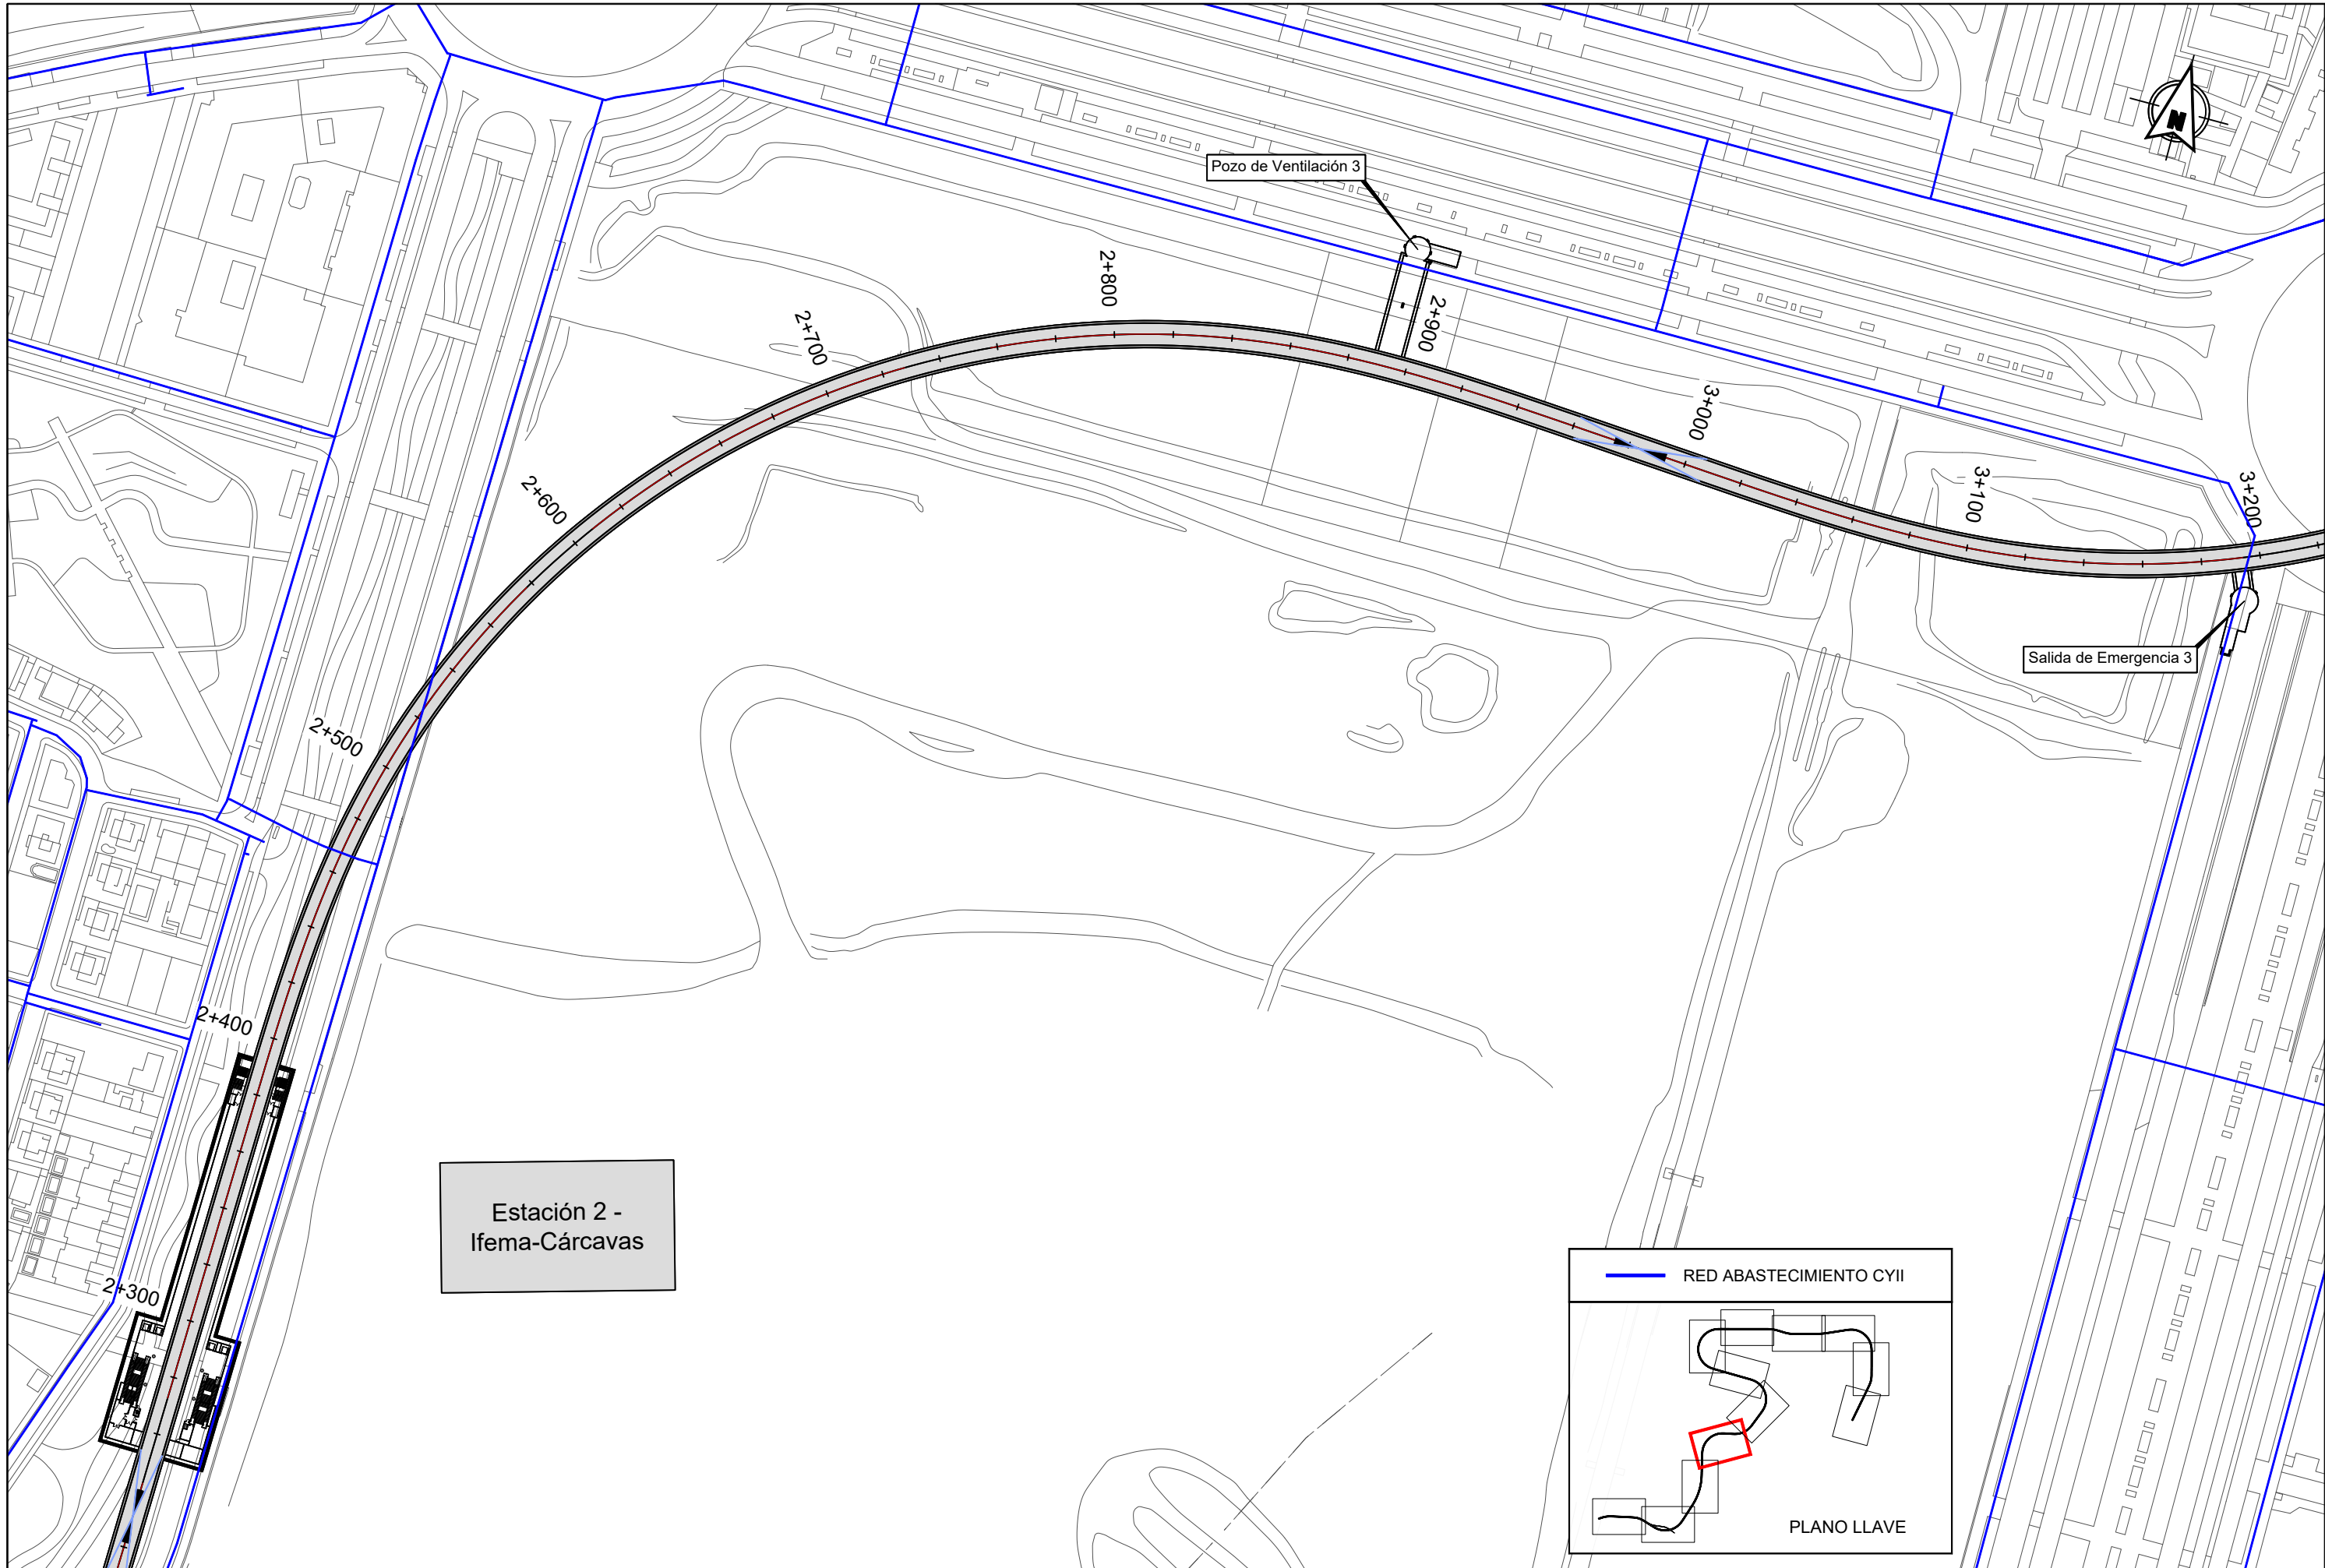 N
Pozo de Ventilación 3
2+800
2+700
2+900
3+000
3+100
3+200
2+600
2+500
Salida de Emergencia 3
2+400
2+300
Estación 2 -
Ifema-Cárcavas
RED ABASTECIMIENTO CYII
PLANO LLAVE